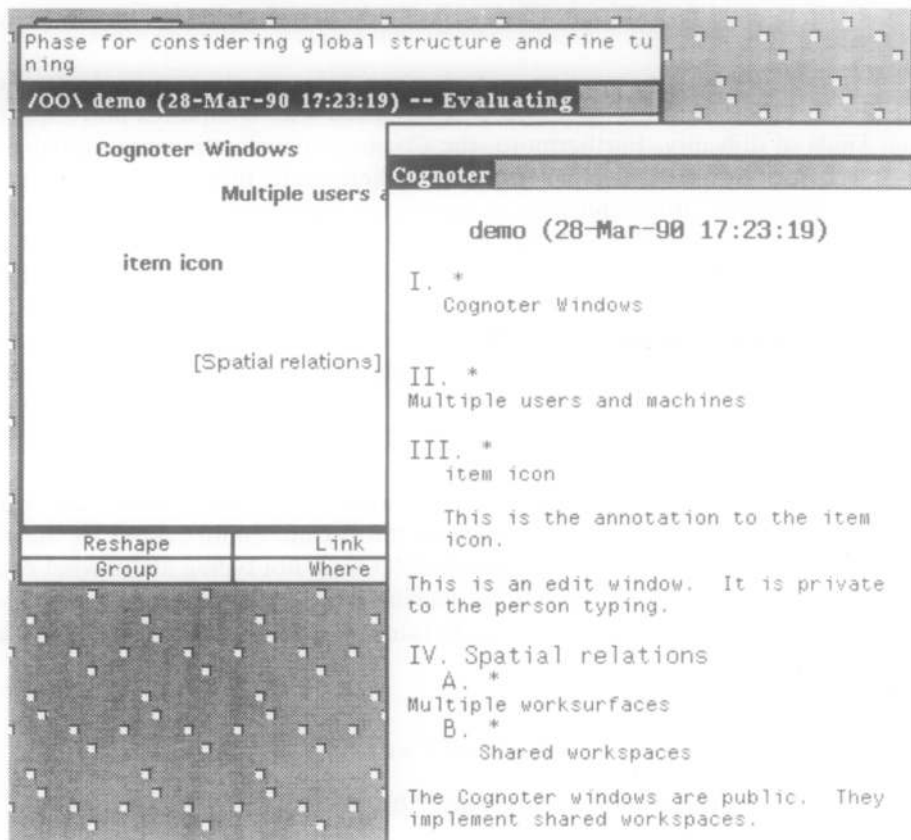 Phase for considering global structure and fine tu
ning
/OO\ demo (28-Mar-90 17:23:19) -- Evaluating
Cognoter Windows
Multiple users a
item icon
[Spatial relations]
Reshape
Link
Group
Where
Cognoter
demo (28-Mar-90 17:23:19)
I. *
Cognoter Windows
II. *
Multiple users and machines
III. *
item icon
This is the annotation to the item
icon.
This is an edit window. It is private
to the person typing.
IV. Spatial relations
A. *
Multiple worksurfaces
B. *
Shared workspaces
The Cognoter windows are public. They
implement shared workspaces.